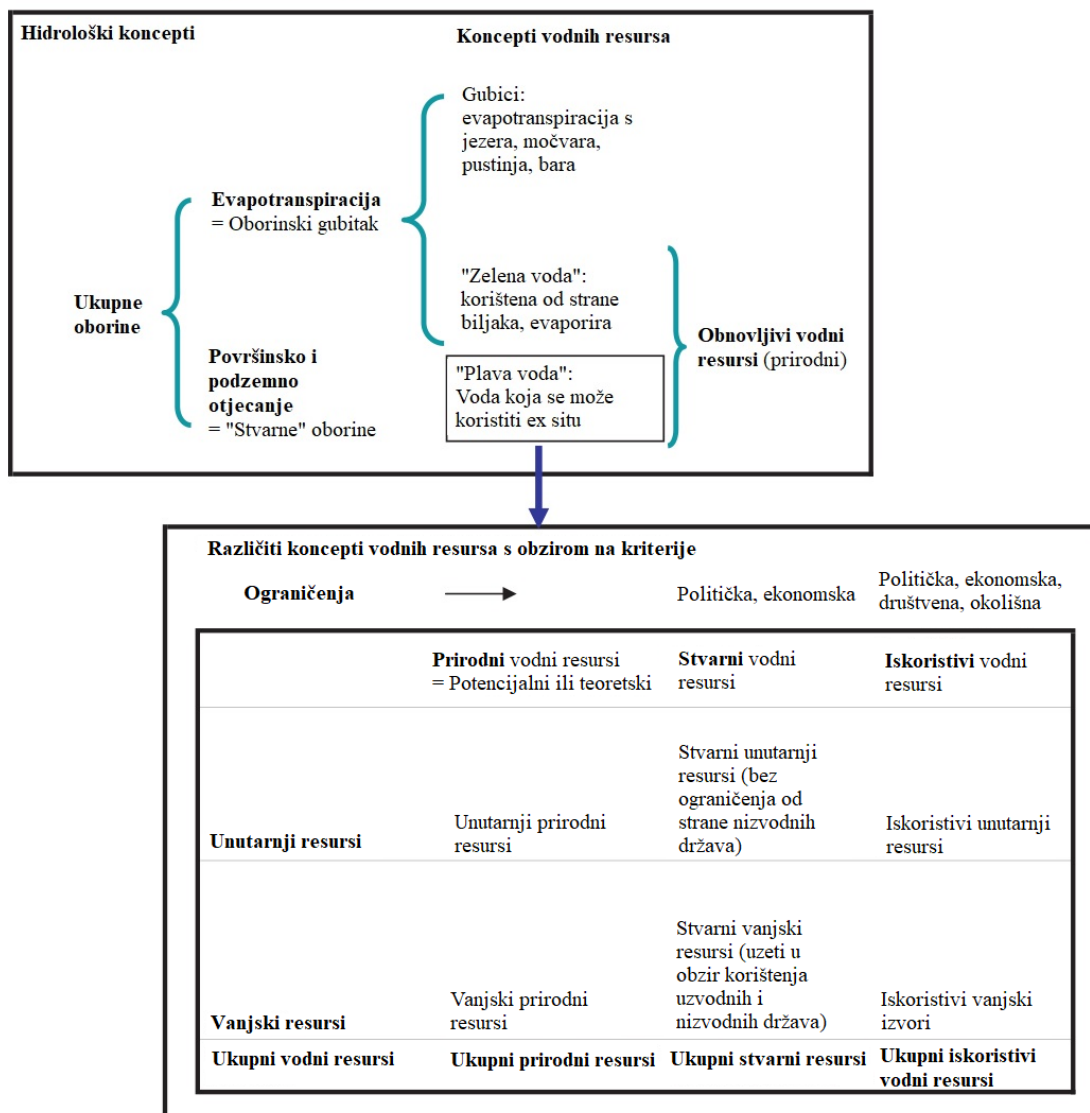 Hidrološki koncepti
Koncepti vodnih resursa
Gubici:
evapotranspiracija s
jezera, močvara,
pustinja, bara
Evapotranspiracija
= Oborinski gubitak
"Zelena voda":
korištena od strane
biljaka, evaporira
Ukupne
oborine
Obnovljivi vodni
resursi (prirodni)
Površinsko i
podzemno
otjecanje
= "Stvarne" oborine
"Plava voda":
Voda koja se može
koristiti ex situ
Različiti koncepti vodnih resursa s obzirom na kriterije
Ograničenja
Politička, ekonomska
Politička, ekonomska,
društvena, okolišna
Prirodni vodni resursi
= Potencijalni ili teoretski
Stvarni vodni
resursi
Iskoristivi vodni
resursi
Unutarnji resursi
Unutarnji prirodni
resursi
Stvarni unutarnji
resursi (bez
ograničenja od
strane nizvodnih
država)
Iskoristivi unutarnji
resursi
Vanjski resursi
Vanjski prirodni
resursi
Stvarni vanjski
resursi (uzeti u
obzir korištenja
uzvodnih i
nizvodnih država)
Iskoristivi vanjski
izvori
Ukupni vodni resursi
Ukupni prirodni resursi
Ukupni stvarni resursi
Ukupni iskoristivi
vodni resursi